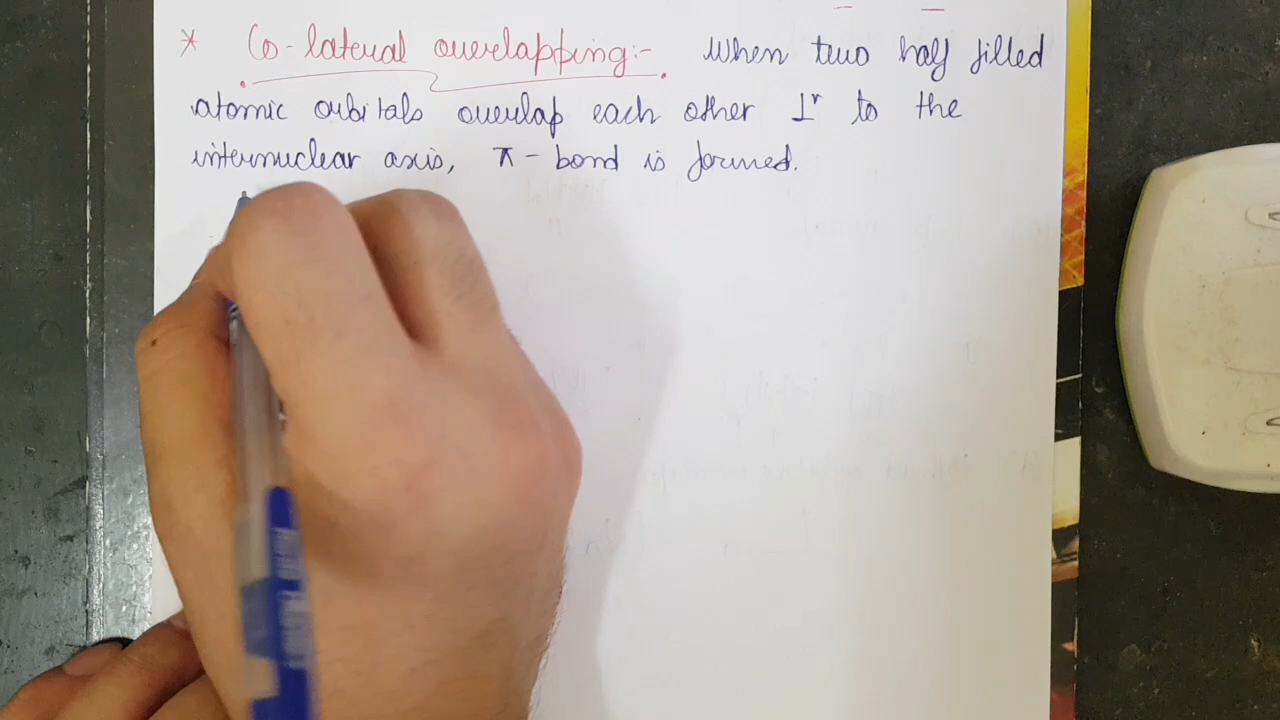 * Co-lateral overlapping:- when two half filled
atomic orbitals overlap each other ⊥ʳ to the
internuclear axis, π-bond is formed.